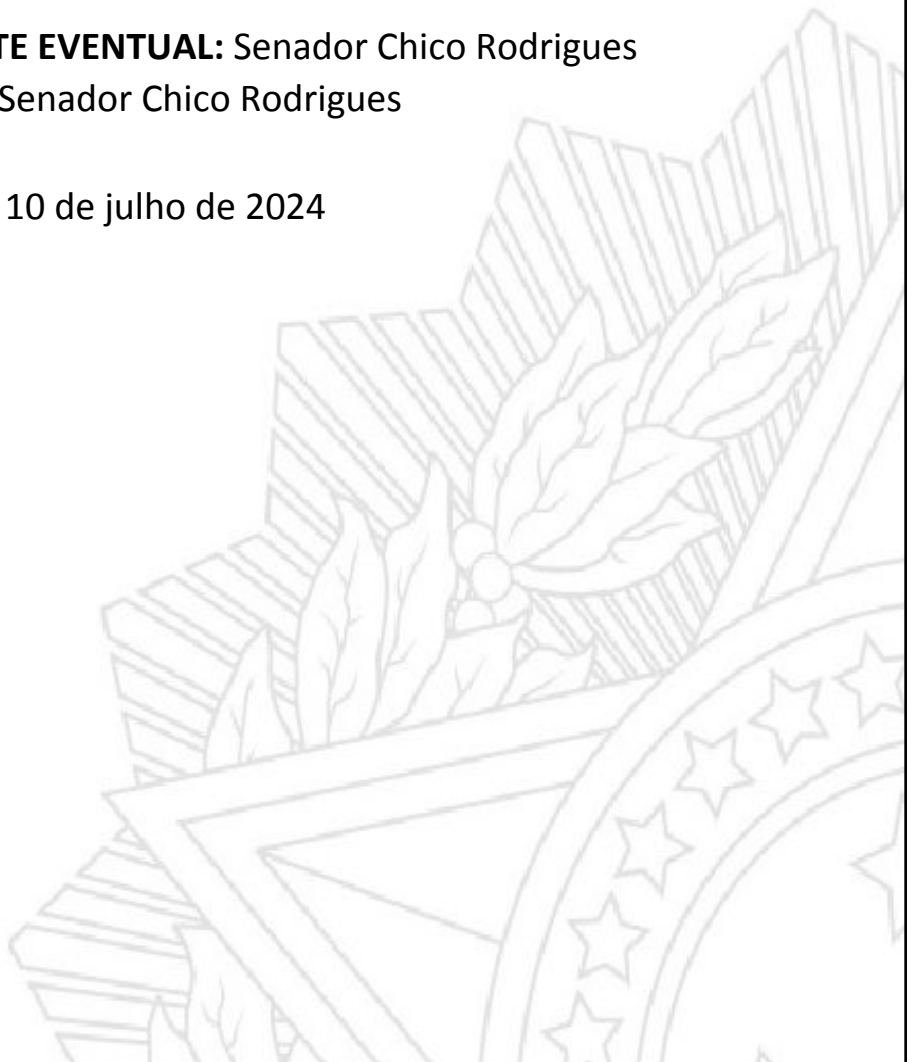 TE EVENTUAL: Senador Chico Rodrigues
Senador Chico Rodrigues
10 de julho de 2024